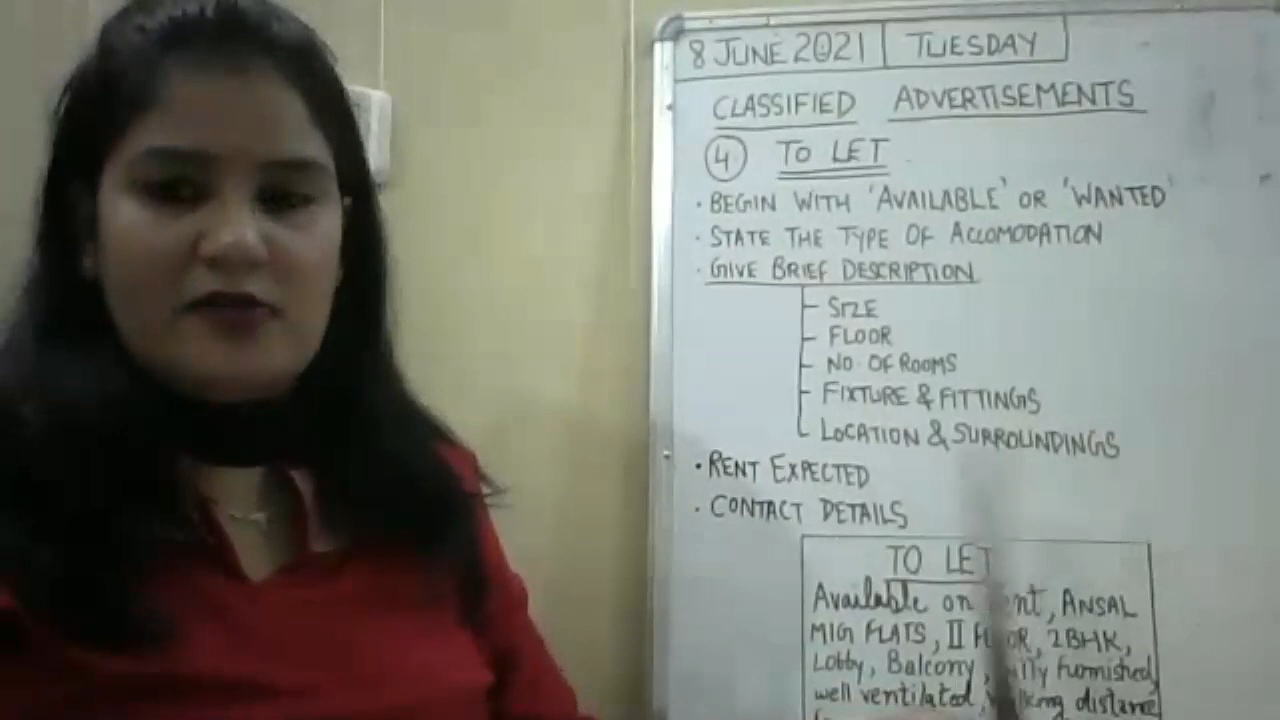 8 JUNE 2021 TUESDAY
CLASSIFIED ADVERTISEMENTS
4 TO LET
· BEGIN WITH 'AVAILABLE' OR 'WANTED'
· STATE THE TYPE OF ACCOMODATION
· GIVE BRIEF DESCRIPTION
- SIZE
- FLOOR
- NO. OF ROOMS
- FIXTURE & FITTINGS
- LOCATION & SURROUNDINGS
· RENT EXPECTED
· CONTACT DETAILS
TO LET
Available on ANSAL
MIG FLATS, II 2BHK,
Lobby, Balcony, furnished,
well ventilated, distance